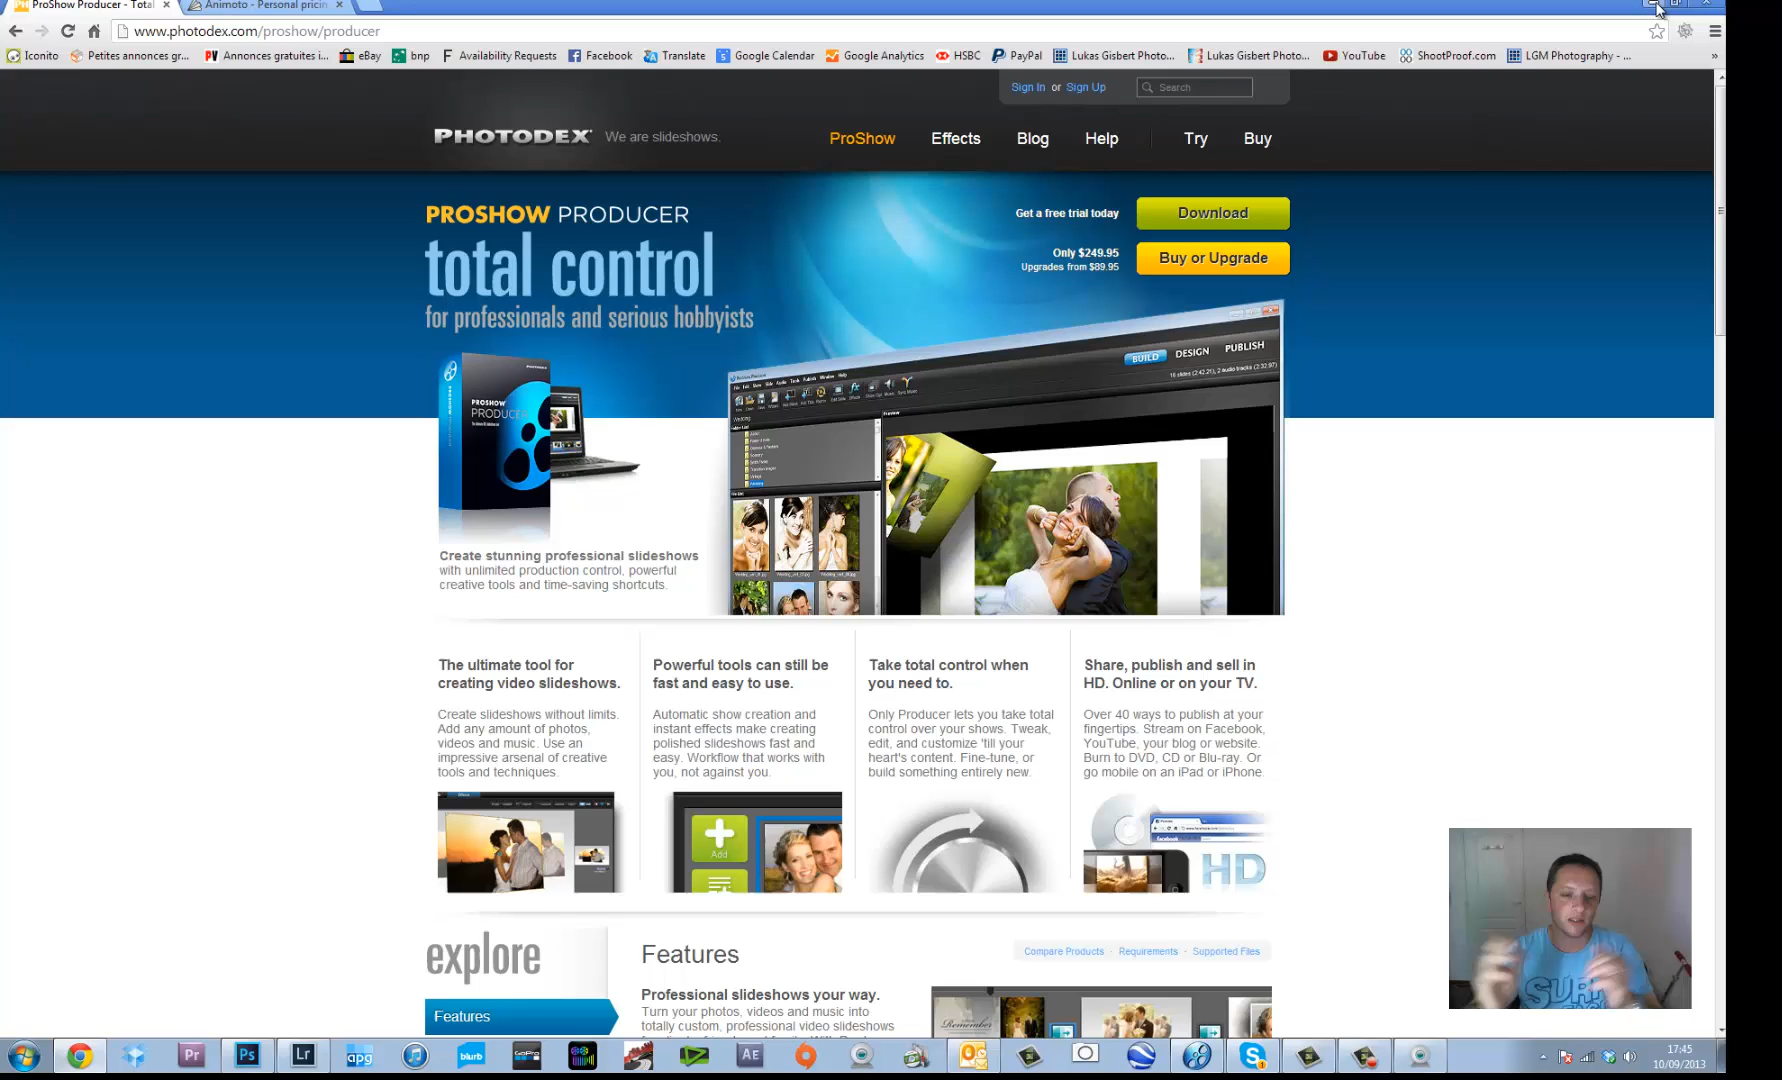 ProShow Producer - Total
Animoto - Personal pricin
www.photodex.com/proshow/producer
Iconito
Petites annonces gr...
Annonces gratuites i...
eBay
bnp
Availability Requests
Facebook
Translate
Google Calendar
Google Analytics
HSBC
PayPal
Lukas Gisbert Photo...
Lukas Gisbert Photo...
YouTube
ShootProof.com
LGM Photography - ...
Sign In or Sign Up
Search
PHOTODEX
We are slideshows.
ProShow
Effects
Blog
Help
Try
Buy
PROSHOW PRODUCER
total control
for professionals and serious hobbyists
Get a free trial today
Download
Only $249.95
Upgrades from $89.95
Buy or Upgrade
BUILD DESIGN PUBLISH
PROSHOW
PRODUCER
Create stunning professional slideshows
with unlimited production control, powerful
creative tools and time-saving shortcuts.
The ultimate tool for
creating video slideshows.
Create slideshows without limits.
Add any amount of photos,
videos and music. Use an
impressive arsenal of creative
tools and techniques.
Powerful tools can still be
fast and easy to use.
Automatic show creation and
instant effects make creating
polished slideshows fast and
easy. Workflow that works with
you, not against you.
Add
Take total control when
you need to.
Only Producer lets you take total
control over your shows. Tweak,
edit, and customize 'till your
heart's content. Fine-tune, or
build something entirely new.
Share, publish and sell in
HD. Online or on your TV.
Over 40 ways to publish at your
fingertips. Stream on Facebook,
YouTube, your blog or website.
Burn to DVD, CD or Blu-ray. Or
go mobile on an iPad or iPhone.
HD
explore
Features
Features
Compare Products · Requirements · Supported Files
Professional slideshows your way.
Turn your photos, videos and music into
totally custom, professional video slideshows
Remember
SURF
Pr
Ps
Lr
apg
blurb
GoPro
AE
17:45
10/09/2013